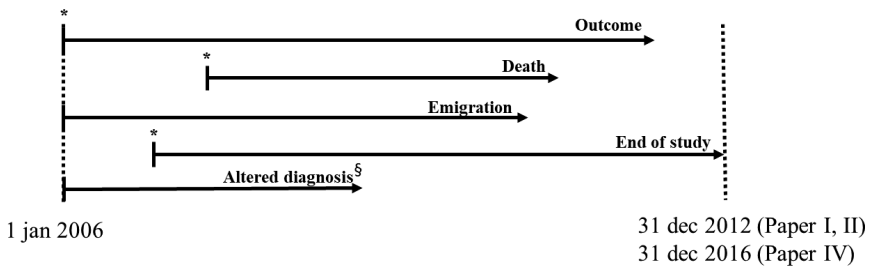 *
Outcome
*
Death
Emigration
*
End of study
Altered diagnosis§
1 jan 2006
31 dec 2012 (Paper I, II)
31 dec 2016 (Paper IV)